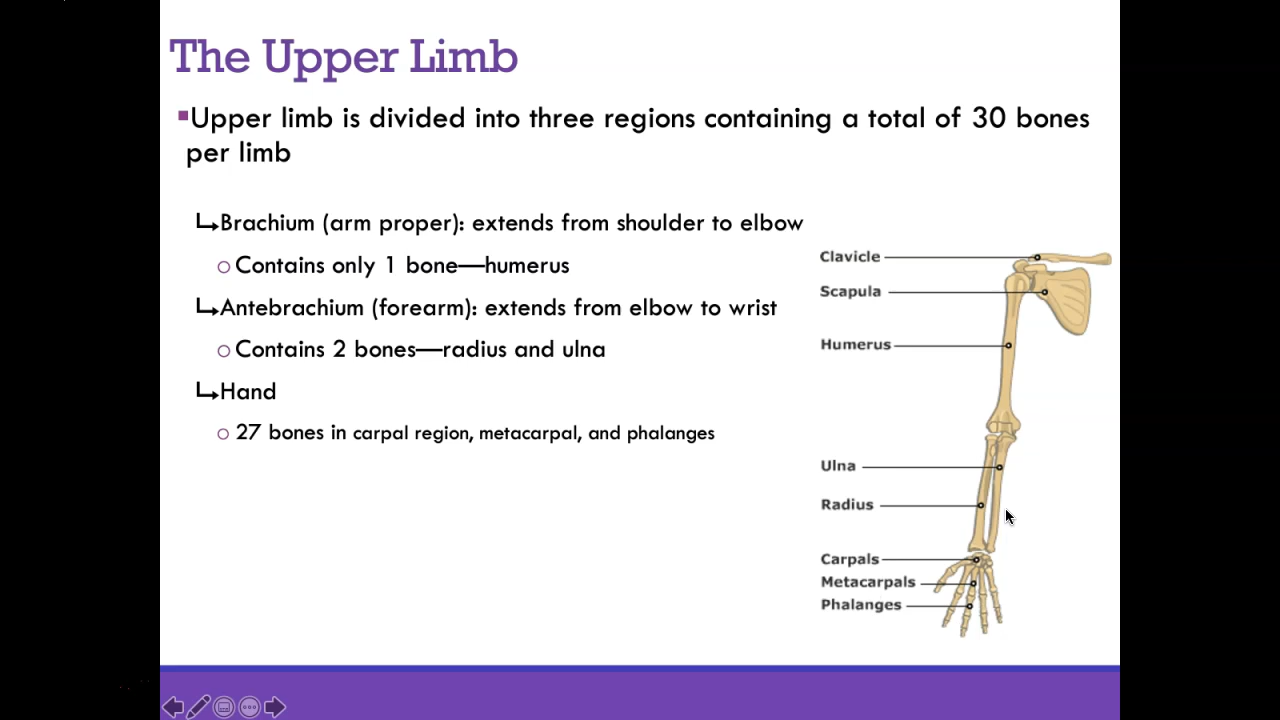 The Upper Limb
▪Upper limb is divided into three regions containing a total of 30 bones
per limb
↳Brachium (arm proper): extends from shoulder to elbow
○ Contains only 1 bone—humerus
↳Antebrachium (forearm): extends from elbow to wrist
○ Contains 2 bones—radius and ulna
↳Hand
○ 27 bones in carpal region, metacarpal, and phalanges
Clavicle
Scapula
Humerus
Ulna
Radius
Carpals
Metacarpals
Phalanges